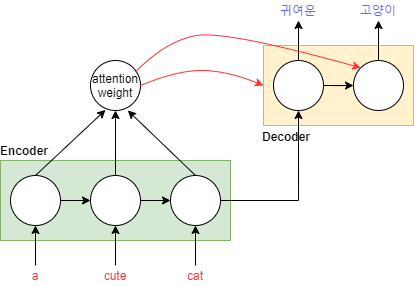 귀여운
고양이
attention
weight
Encoder
Decoder
a
cute
cat